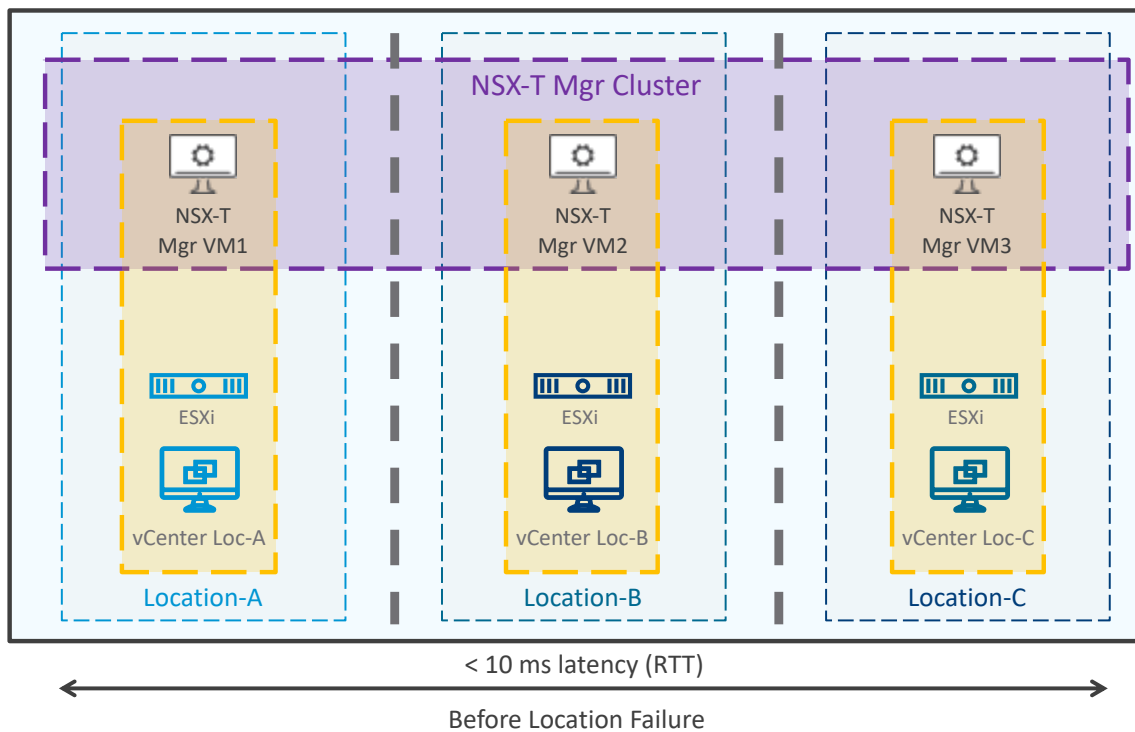 NSX-T Mgr Cluster
NSX-T
Mgr VM1
NSX-T
Mgr VM2
NSX-T
Mgr VM3
ESXi
ESXi
ESXi
vCenter Loc-A
vCenter Loc-B
vCenter Loc-C
Location-A
Location-B
Location-C
< 10 ms latency (RTT)
Before Location Failure